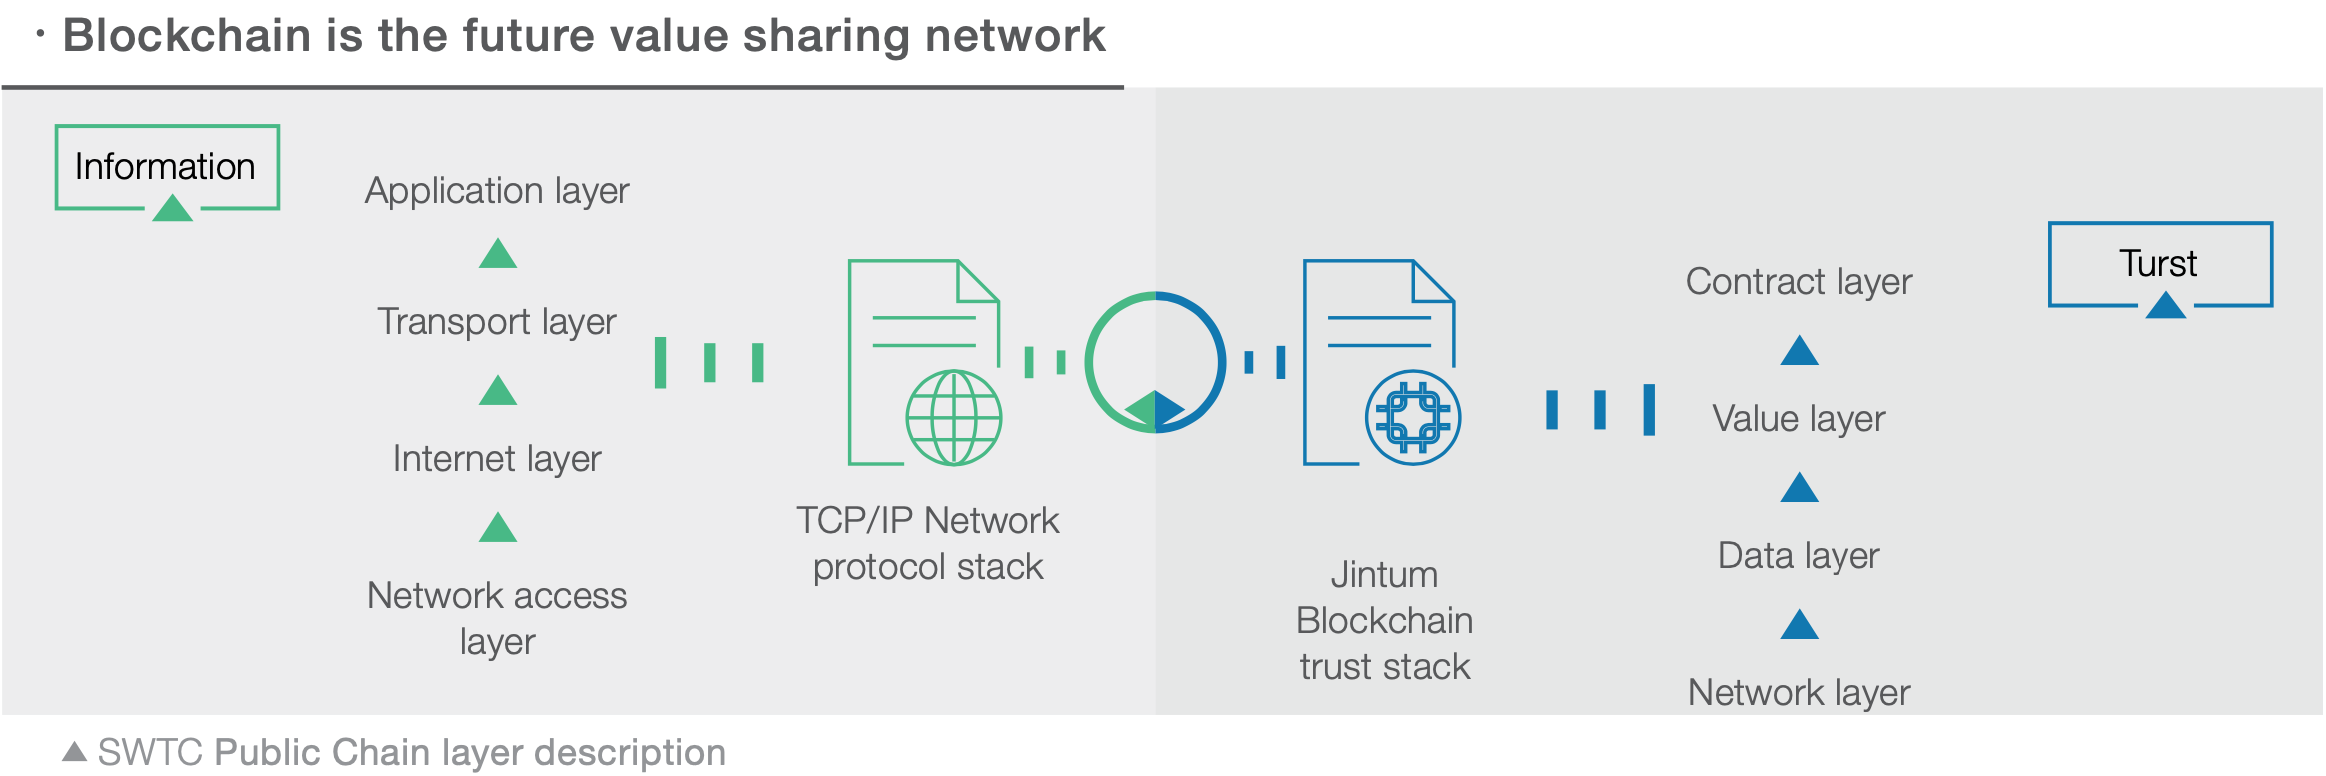 · Blockchain is the future value sharing network
Information
Application layer
Transport layer
Internet layer
Network access
layer
TCP/IP Network
protocol stack
Jintum
Blockchain
trust stack
Contract layer
Value layer
Data layer
Network layer
Turst
SWTC Public Chain layer description